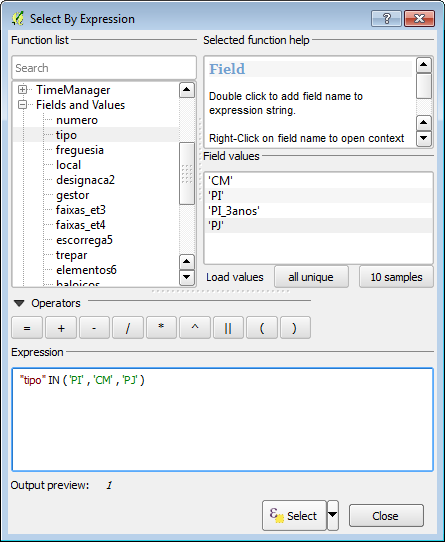 Select By Expression
Function list
Selected function help
Search
TimeManager
Fields and Values
numero
tipo
freguesia
local
designaca2
gestor
faixas_et3
faixas_et4
escorrega5
trepar
elementos6
baloicos
Field
Double click to add field name to
expression string.
Right-Click on field name to open context
Field values
'CM'
'PI'
'PI_3anos'
'PJ'
Load values
all unique
10 samples
Operators
= + - / * ^ || ( )
Expression
"tipo" IN ( 'PI' , 'CM' , 'PJ' )
Output preview: 1
ε Select
Close